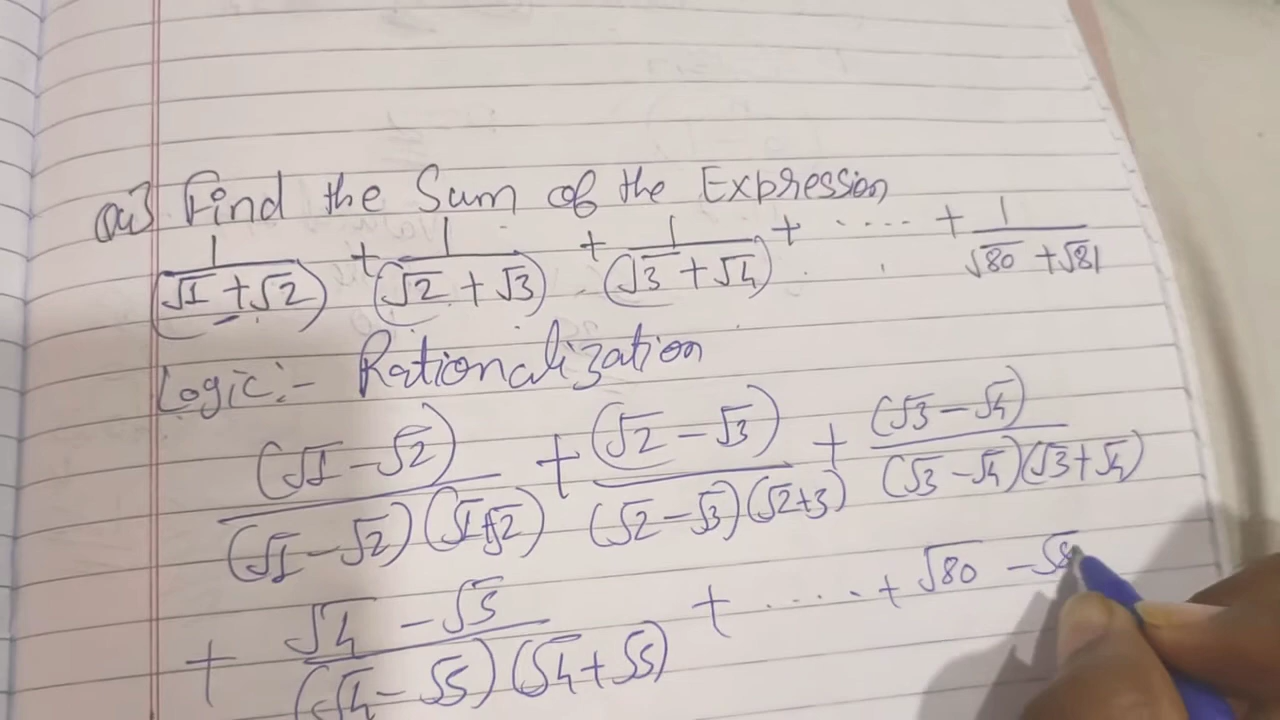 Q3 Find the Sum of the Expression
1/(√1 + √2) + 1/(√2 + √3) + 1/(√3 + √4) + ..... + 1/√80 + √81
Logic:- Rationalization
(√1 - √2)/(√1 - √2)(√1+√2) + (√2 - √3)/(√2 - √3)(√2+3) + (√3 - √4)/(√3 - √4)(√3+√4)
+ √4 - √5/(√4 - √5)(√4+√5) + ..... + √80 - √8